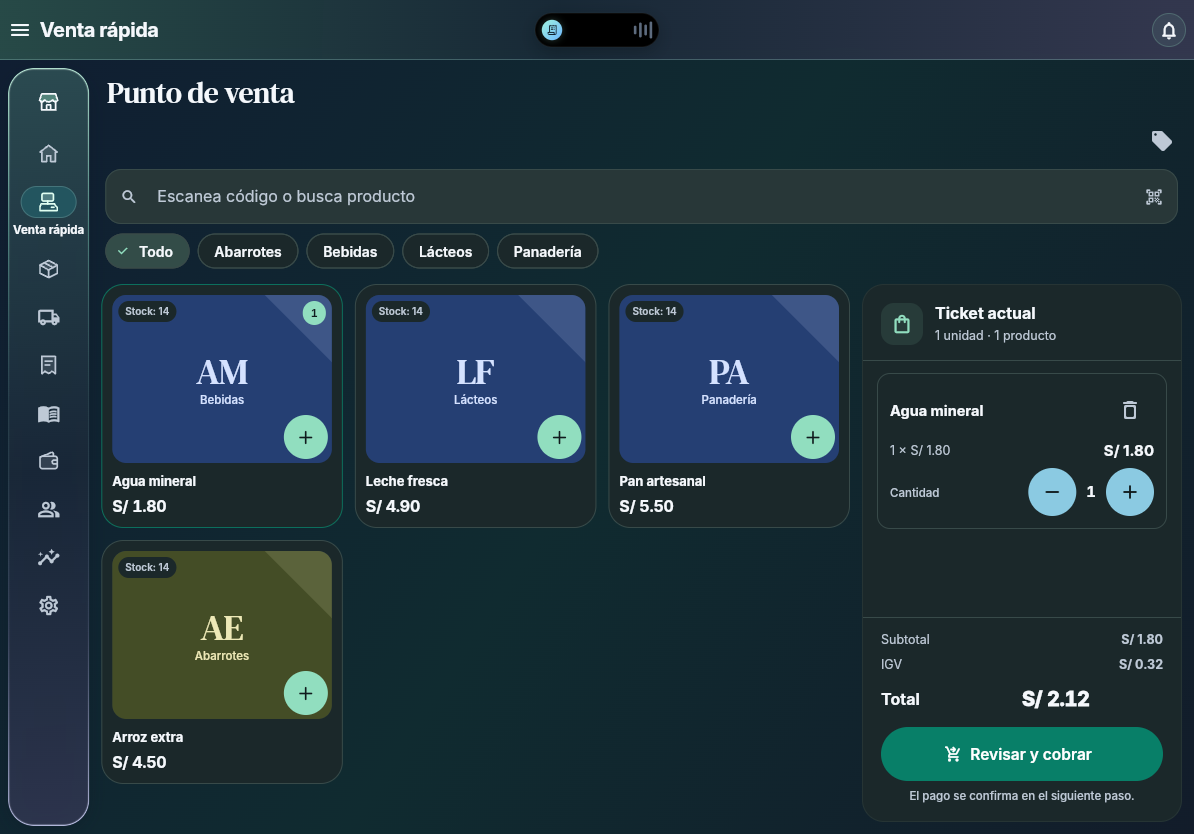 Venta rápida
Punto de venta
Venta rápida
Escanea código o busca producto
Todo
Abarrotes
Bebidas
Lácteos
Panadería
Stock: 14
1
AM
Bebidas
Agua mineral
S/ 1.80
Stock: 14
LF
Lácteos
Leche fresca
S/ 4.90
Stock: 14
PA
Panadería
Pan artesanal
S/ 5.50
Stock: 14
AE
Abarrotes
Arroz extra
S/ 4.50
Ticket actual
1 unidad · 1 producto
Agua mineral
1 × S/ 1.80
S/ 1.80
Cantidad
1
Subtotal
S/ 1.80
IGV
S/ 0.32
Total
S/ 2.12
Revisar y cobrar
El pago se confirma en el siguiente paso.